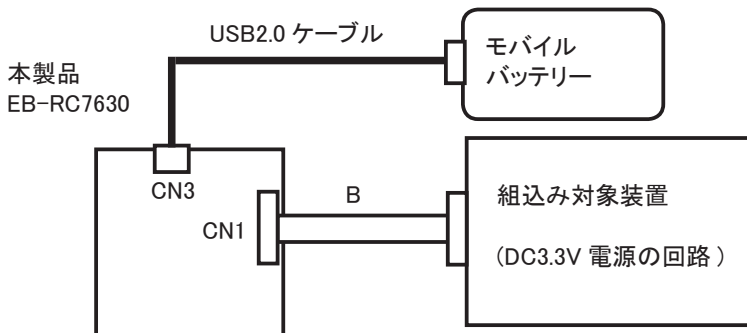 USB2.0 ケーブル
モバイル
バッテリー
本製品
EB-RC7630
CN3
B
CN1
組込み対象装置
(DC3.3V 電源の回路 )